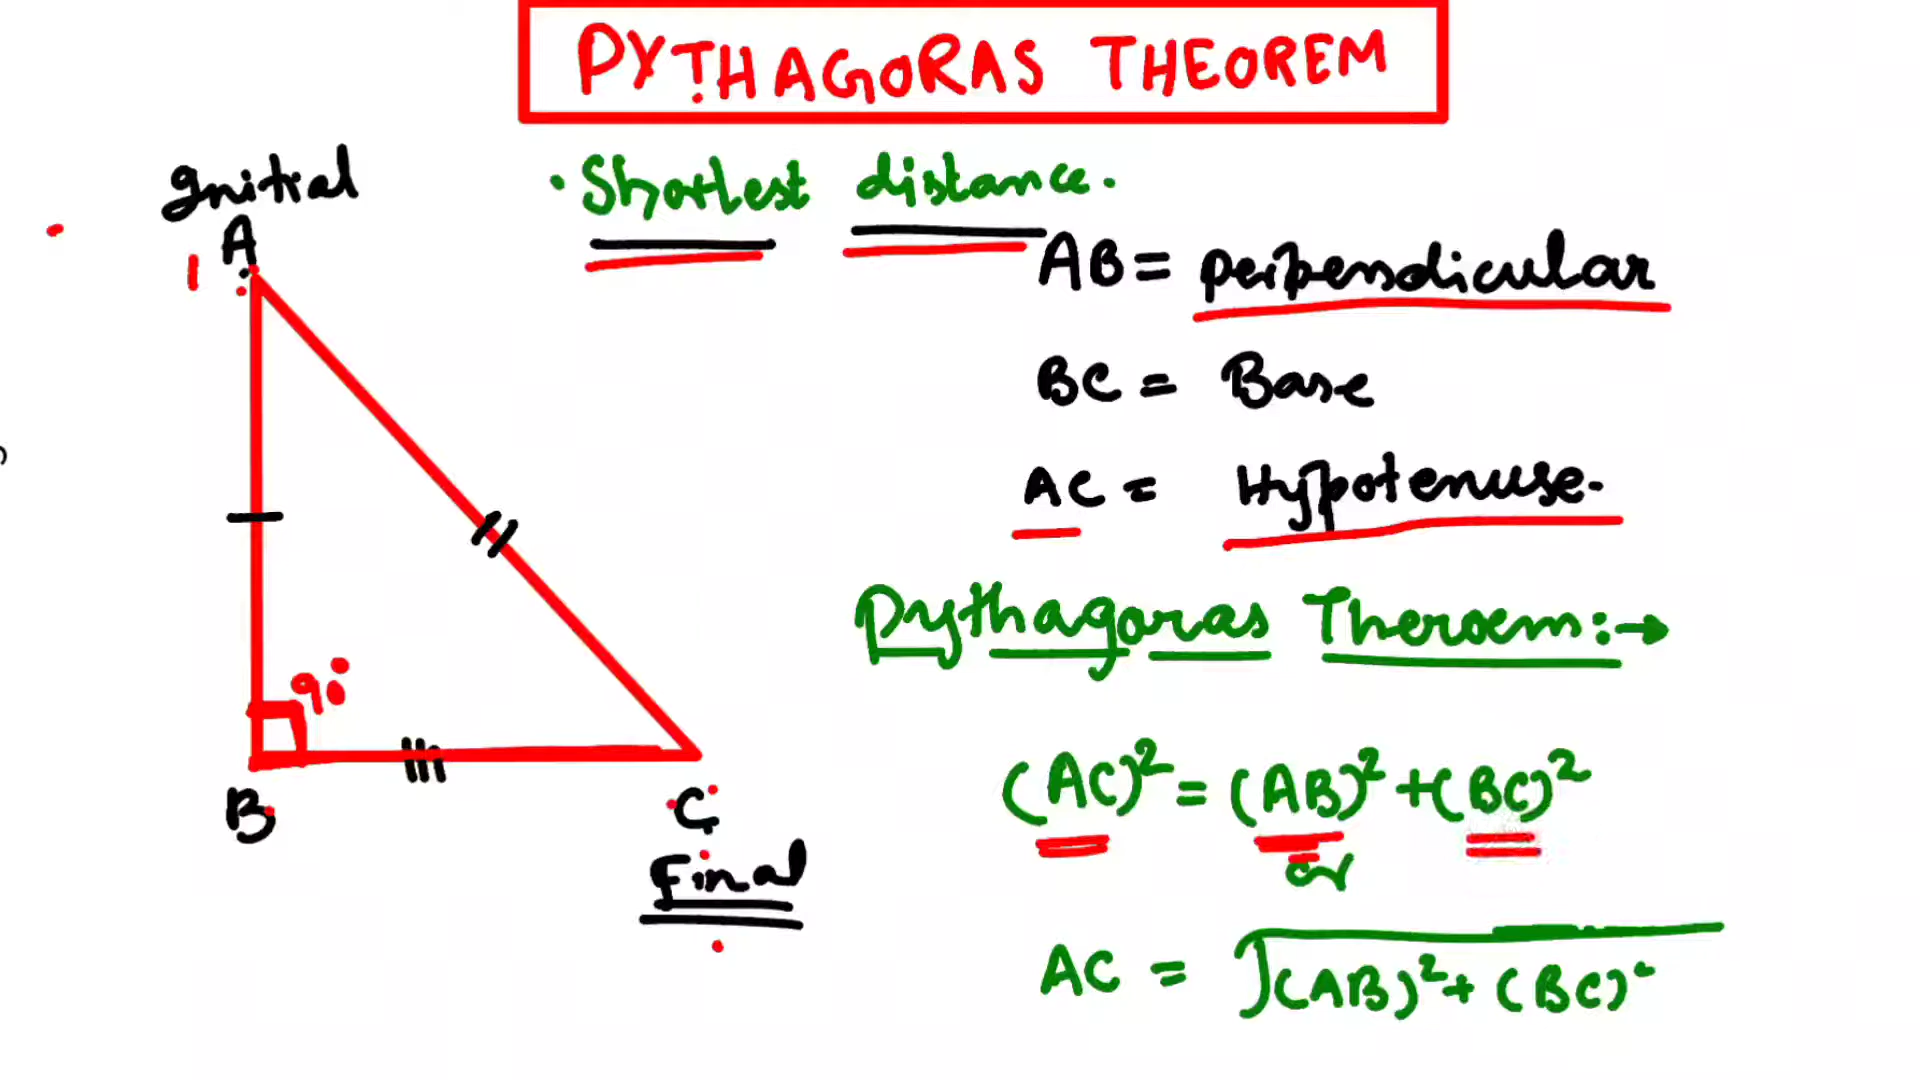 PYTHAGORAS THEOREM
Initial
A
1
• Shortest distance.
AB = perpendicular
BC = Base
AC = Hypotenuse.
90°
Pythagoras Theroem:→
B
C
Final
(AC)² = (AB)² + (BC)²
or
AC = √(AB)² + (BC)²